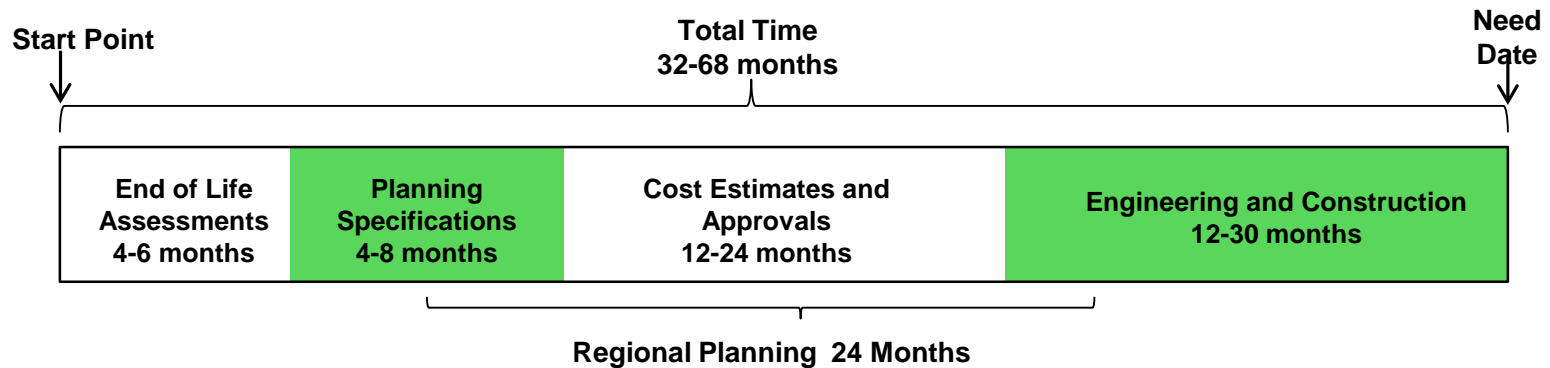 Start Point
Total Time
32-68 months
Need
Date
End of Life
Assessments
4-6 months
Planning
Specifications
4-8 months
Cost Estimates and
Approvals
12-24 months
Engineering and Construction
12-30 months
Regional Planning 24 Months